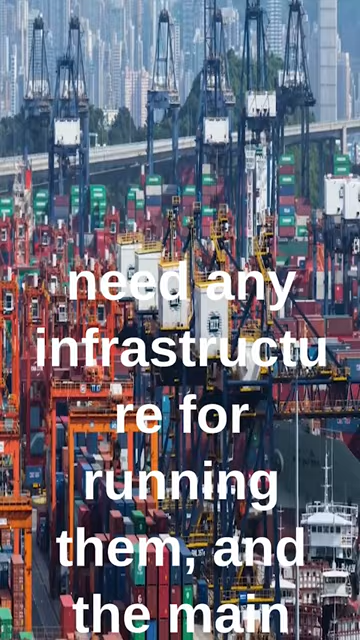 need any
infrastructu
re for
running
them, and
the main